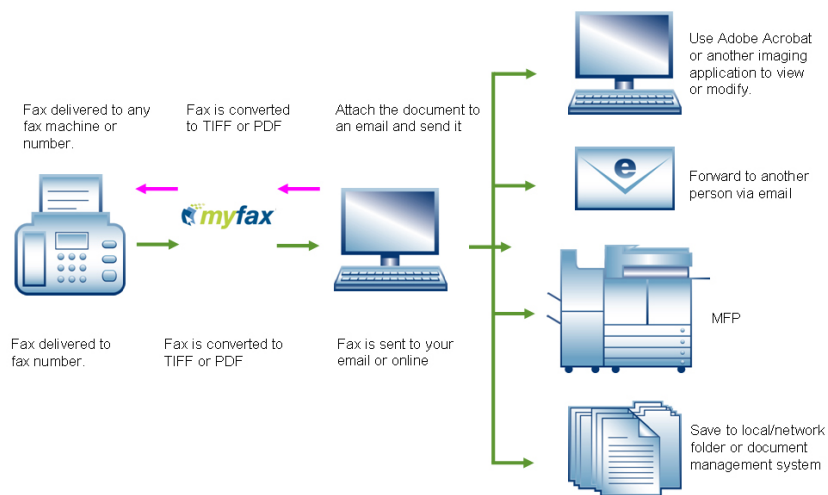 Fax delivered to any
fax machine or
number.
Fax is converted
to TIFF or PDF
Attach the document to
an email and send it
Use Adobe Acrobat
or another imaging
application to view
or modify.
e
Forward to another
person via email
myfax
MFP
Fax delivered to
fax number.
Fax is converted to
TIFF or PDF
Fax is sent to your
email or online
Save to local/network
folder or document
management system